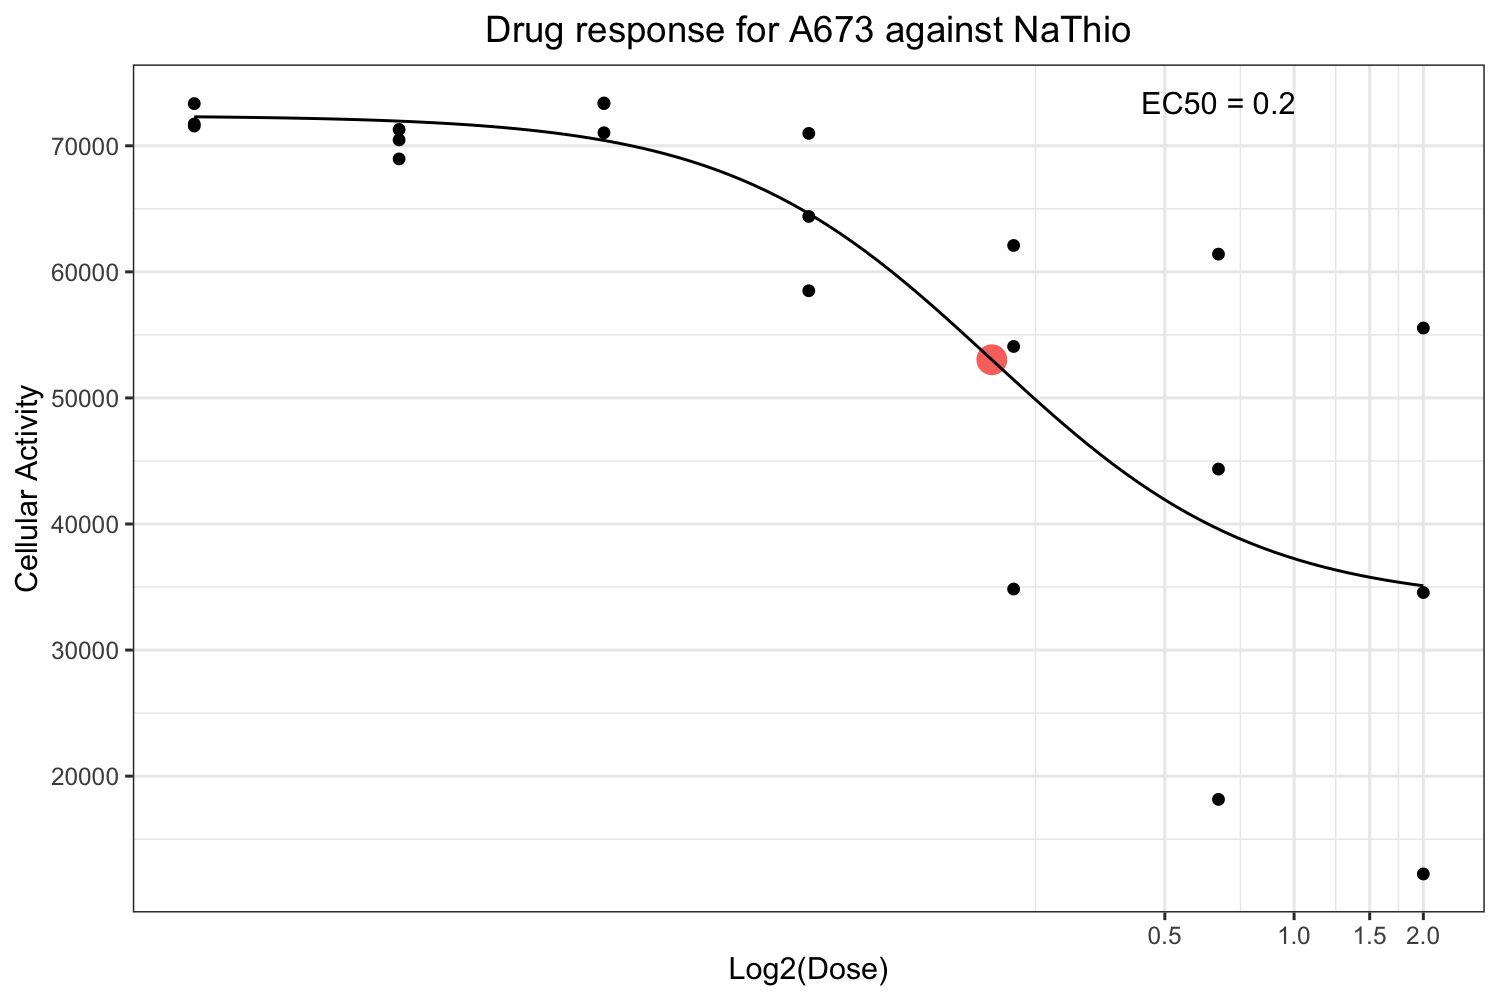 Drug response for A673 against NaThio
EC50 = 0.2
70000
60000
50000
40000
30000
20000
Cellular Activity
0.5 1.0 1.5 2.0
Log2(Dose)